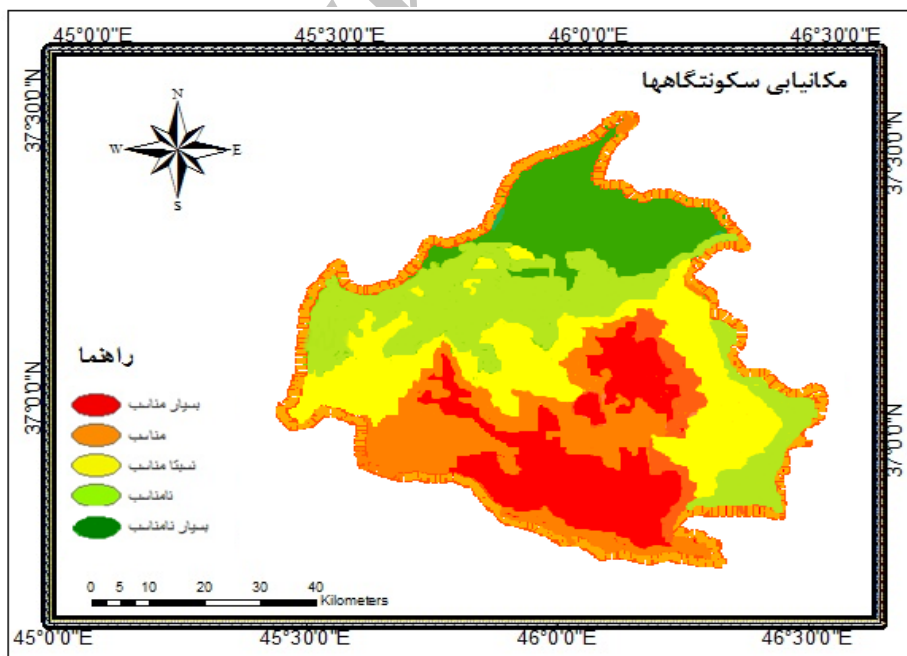 45°0'0"E 45°30'0"E 46°0'0"E 46°30'0"E
مکانیابی سکونتگاهها
37°30'0"N
37°30'0"N
N
W E
S
راهنما
بسیار مناسب
مناسب
نسبتا مناسب
نامناسب
بسیار نامناسب
37°0'0"N
37°0'0"N
0 5 10 20 30 40
Kilometers
45°0'0"E 45°30'0"E 46°0'0"E 46°30'0"E